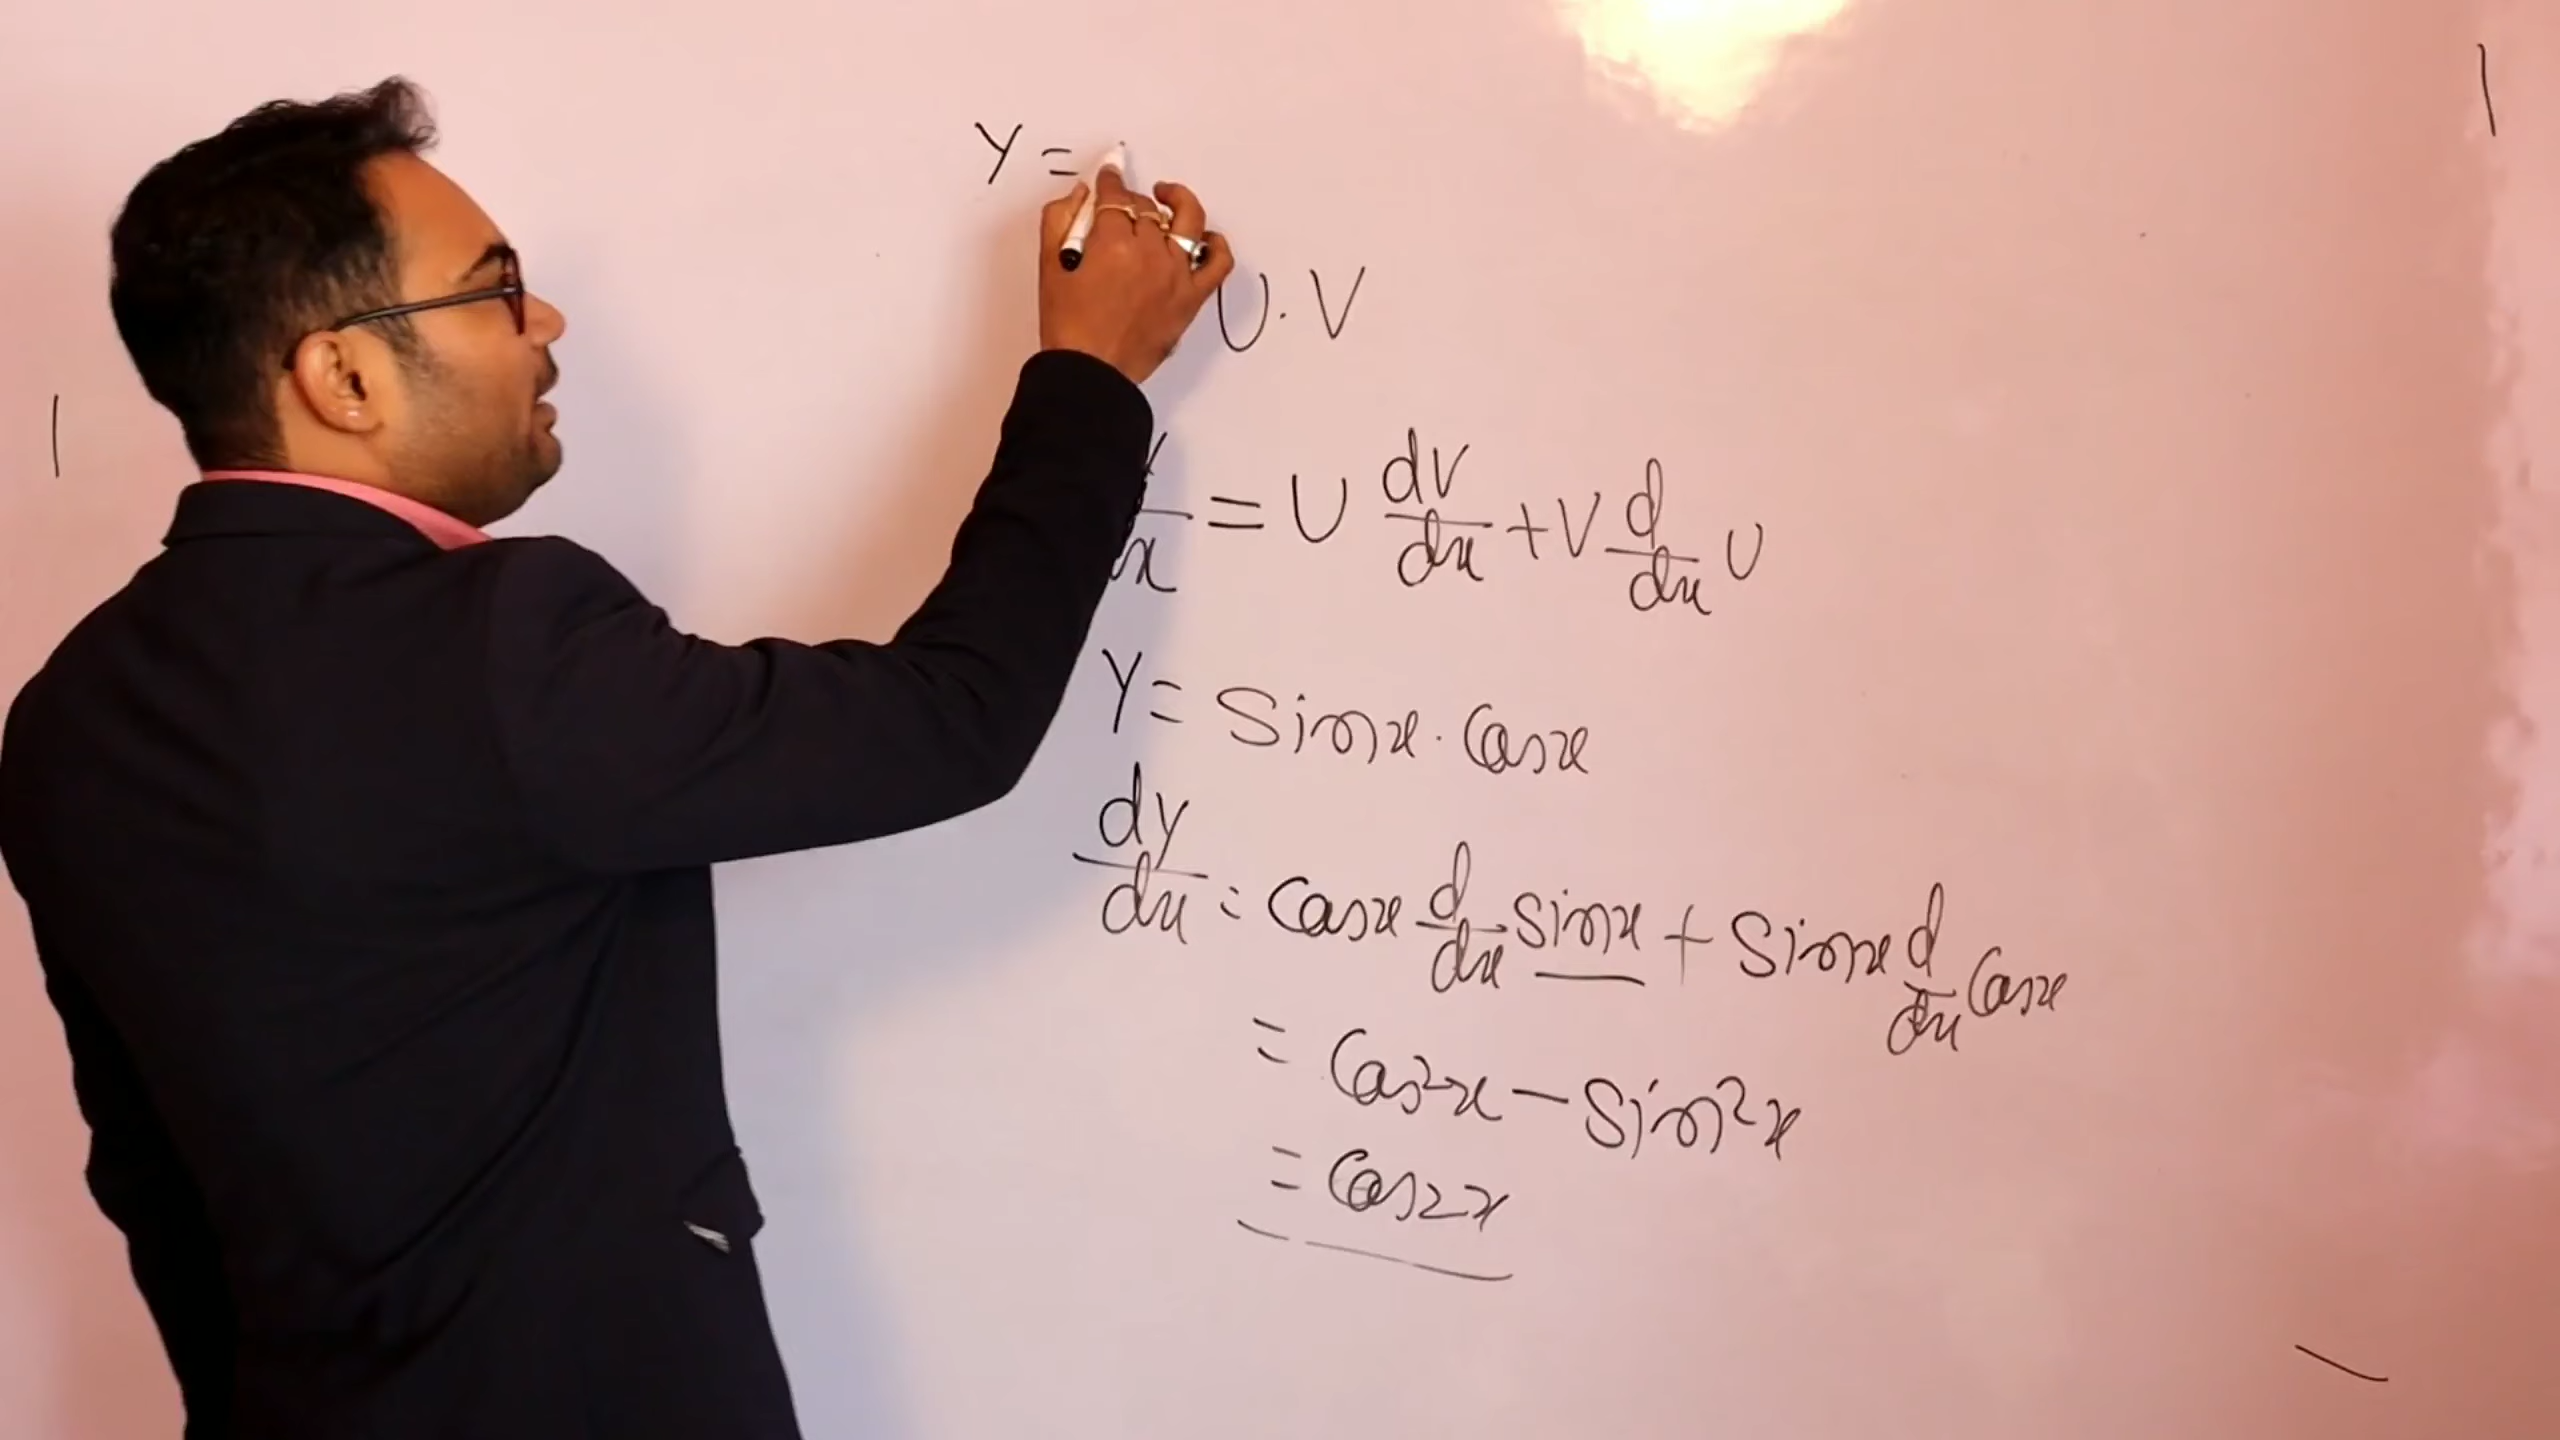 Y =
U . V
= U dV/dx + V d/dx U
Y = Sinx . Cosx
dy/dx = Cosx d/dx Sinx + Sinx d/dx Cosx
= Cos²x - Sin²x
= Cos2x